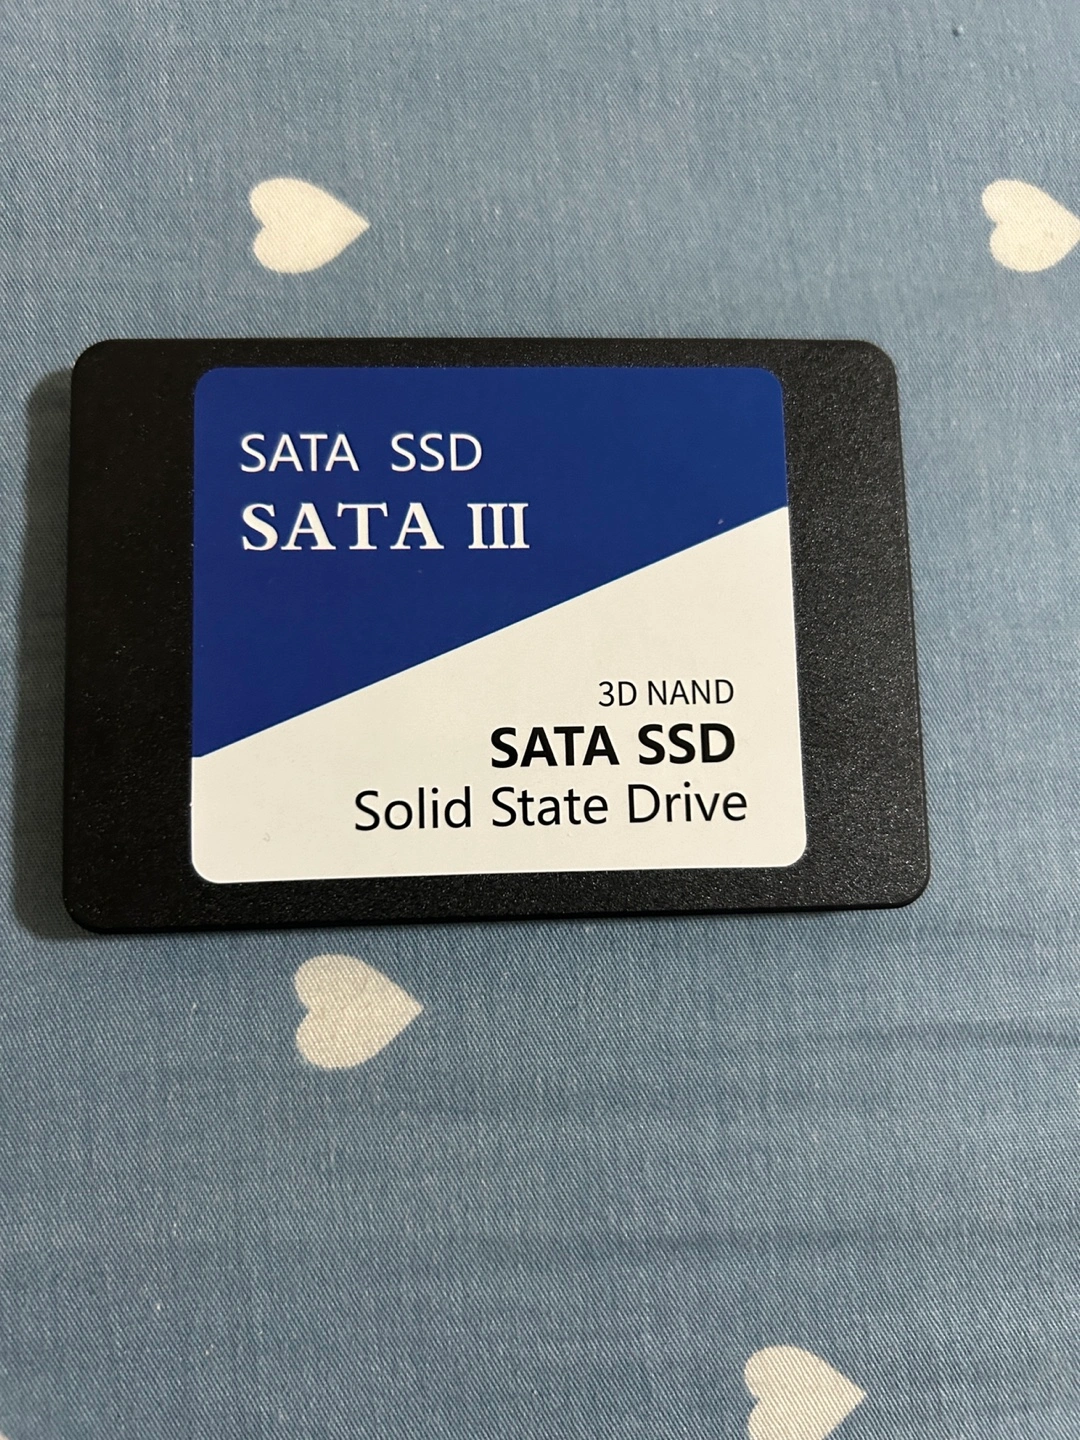 SATA SSD
SATA III
3D NAND
SATA SSD
Solid State Drive